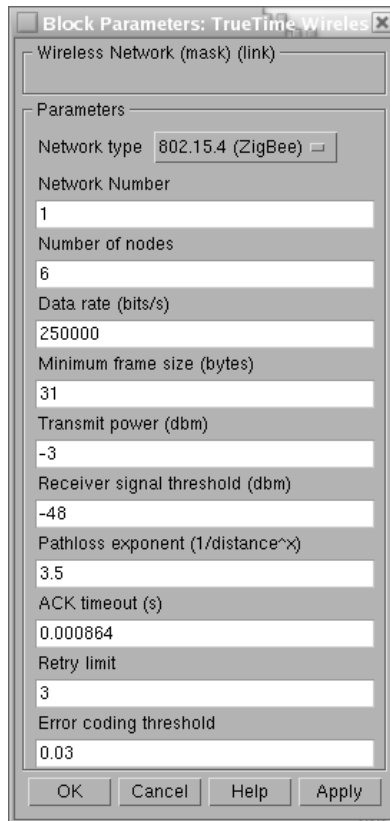 Block Parameters: TrueTime Wireles
Wireless Network (mask) (link)
Parameters
Network type 802.15.4 (ZigBee)
Network Number
1
Number of nodes
6
Data rate (bits/s)
250000
Minimum frame size (bytes)
31
Transmit power (dbm)
-3
Receiver signal threshold (dbm)
-48
Pathloss exponent (1/distance^x)
3.5
ACK timeout (s)
0.000864
Retry limit
3
Error coding threshold
0.03
OK Cancel Help Apply